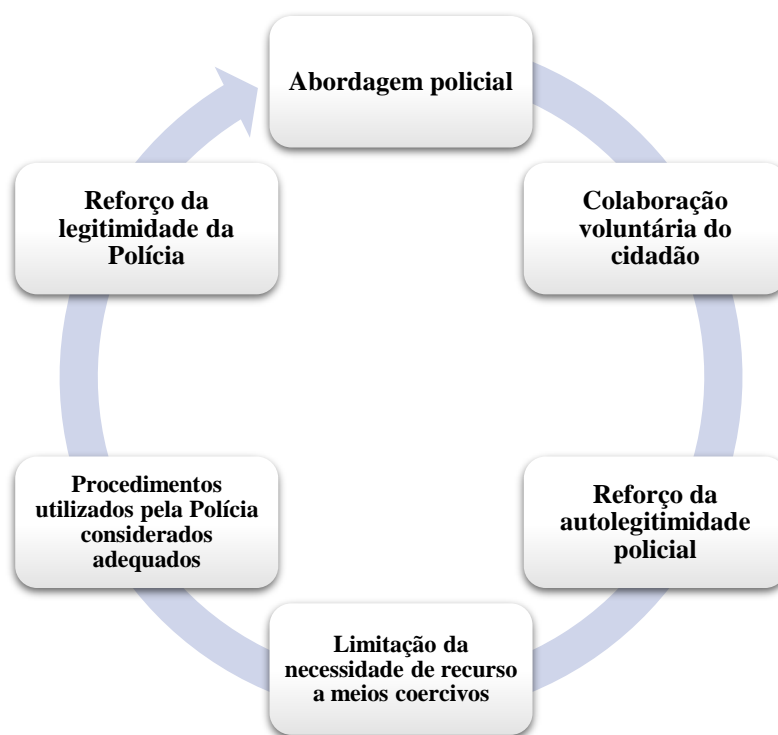 Abordagem policial
Colaboração
voluntária do
cidadão
Reforço da
autolegitimidade
policial
Limitação da
necessidade de recurso
a meios coercivos
Procedimentos
utilizados pela Polícia
considerados
adequados
Reforço da
legitimidade da
Polícia